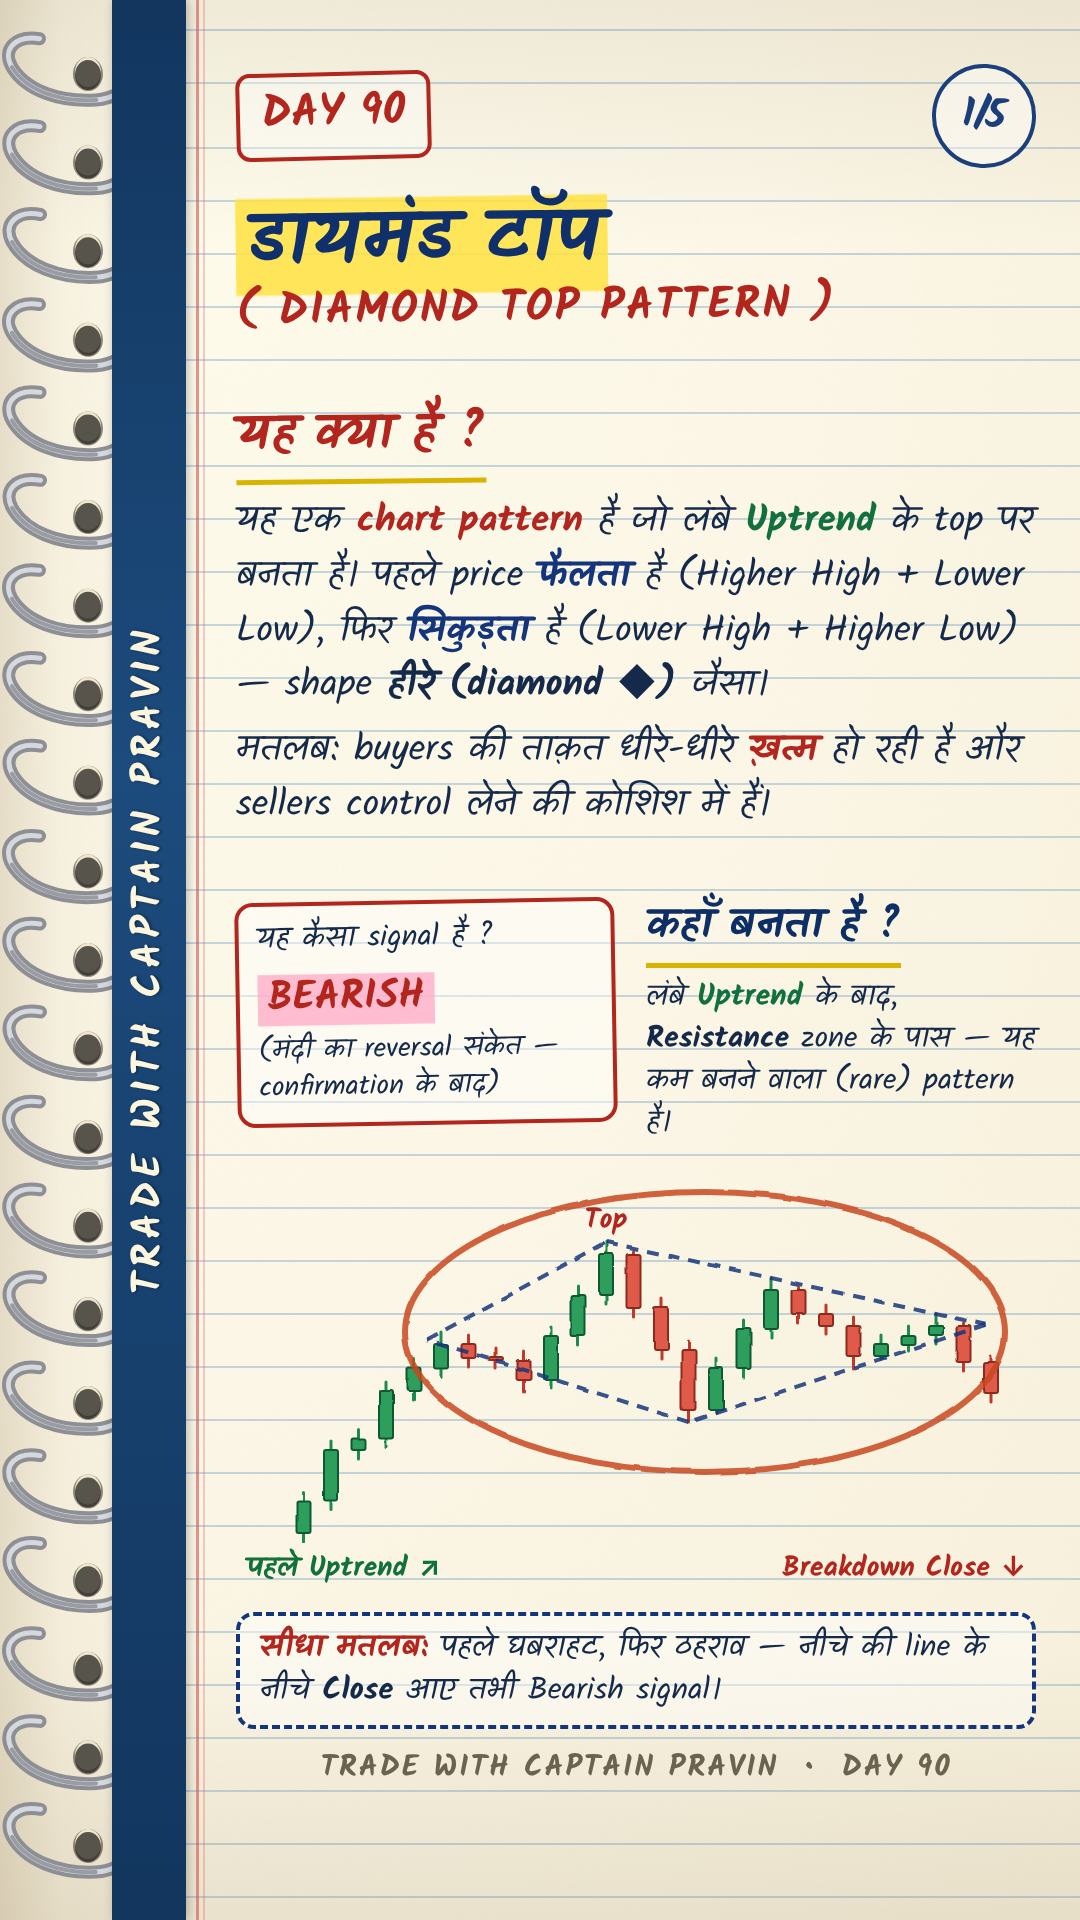 DAY 90
1/5
डायमंड टॉप
( DIAMOND TOP PATTERN )
यह क्या है ?
यह एक chart pattern है जो लंबे Uptrend के top पर
बनता है। पहले price फैलता है (Higher High + Lower
Low), फिर सिकुड़ता है (Lower High + Higher Low)
— shape हीरे (diamond ◆) जैसा।
मतलब: buyers की ताक़त धीरे-धीरे ख़त्म हो रही है और
sellers control लेने की कोशिश में हैं।
यह कैसा signal है ?
BEARISH
(मंदी का reversal संकेत —
confirmation के बाद)
कहाँ बनता है ?
लंबे Uptrend के बाद,
Resistance zone के पास — यह
कम बनने वाला (rare) pattern
है।
Top
पहले Uptrend ↗
Breakdown Close ↓
सीधा मतलब: पहले घबराहट, फिर ठहराव — नीचे की line के
नीचे Close आए तभी Bearish signal।
TRADE WITH CAPTAIN PRAVIN · DAY 90
TRADE WITH CAPTAIN PRAVIN